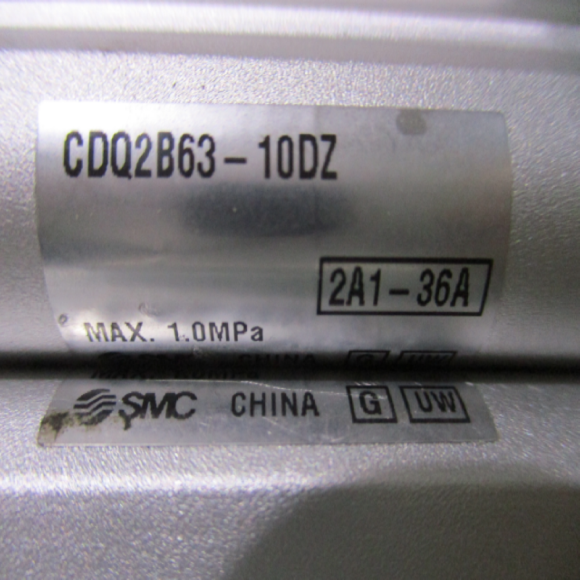 CDQ2B63-10DZ
2A1-36A
MAX. 1.0MPa
SMC CHINA G UW